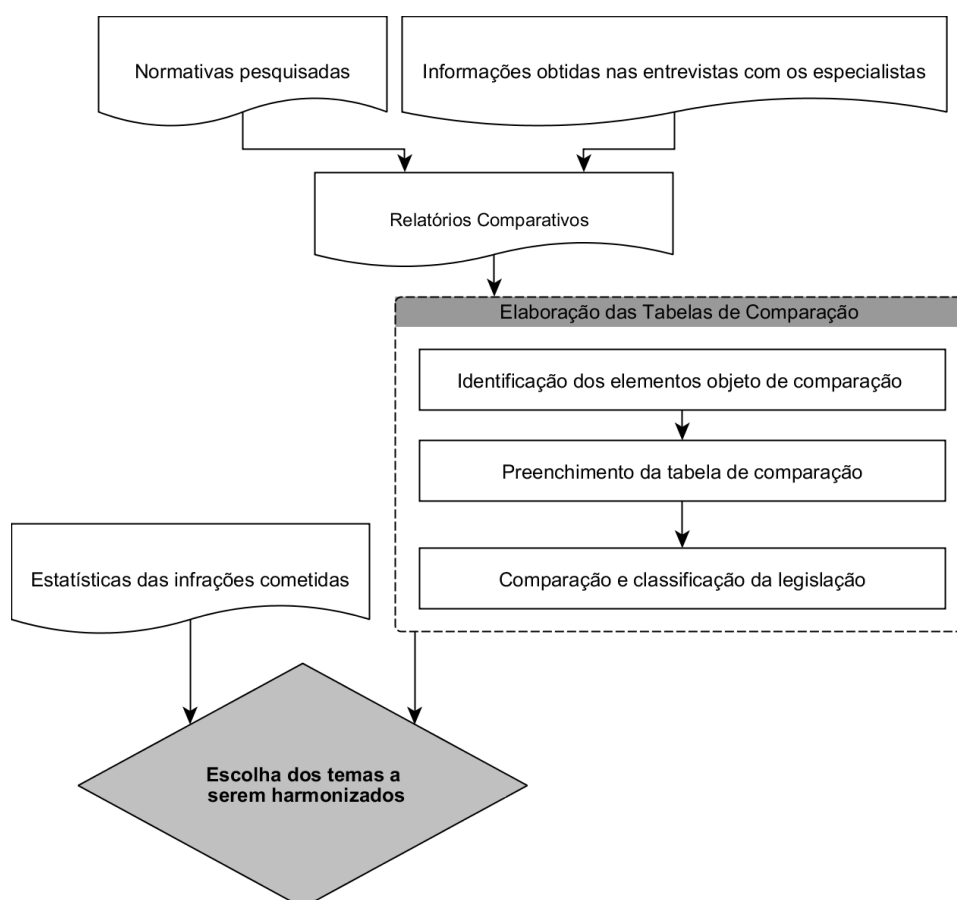 Normativas pesquisadas
Informações obtidas nas entrevistas com os especialistas
Relatórios Comparativos
Elaboração das Tabelas de Comparação
Identificação dos elementos objeto de comparação
Preenchimento da tabela de comparação
Comparação e classificação da legislação
Estatísticas das infrações cometidas
Escolha dos temas a
serem harmonizados